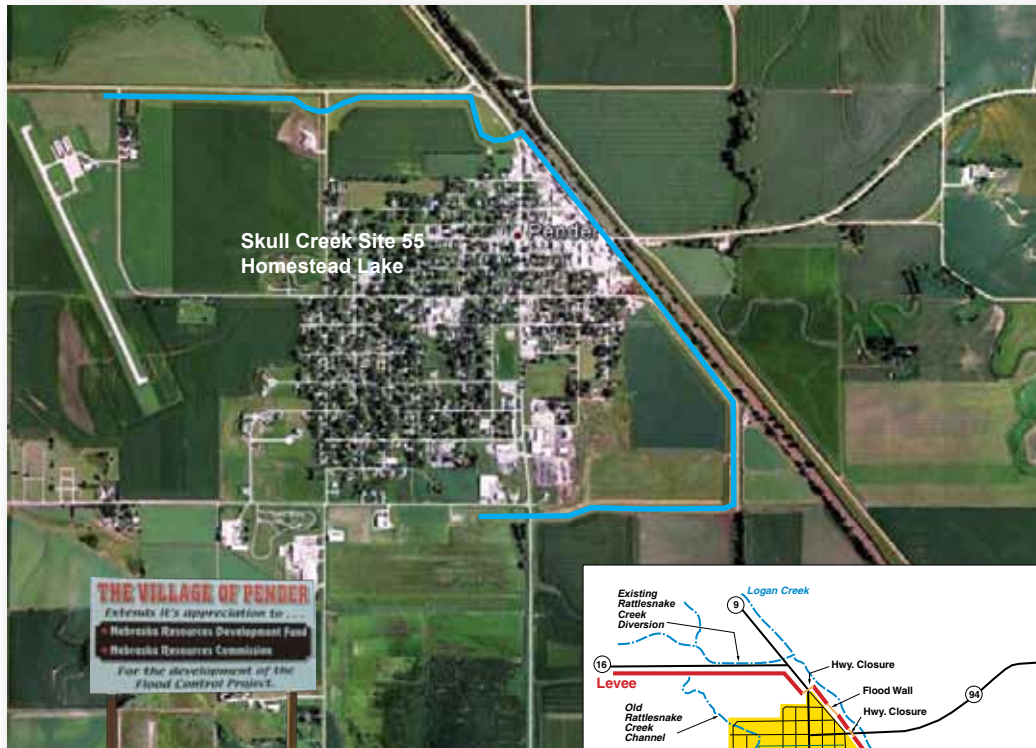 Pender
Skull Creek Site 55
Homestead Lake
THE VILLAGE OF PENDER
Extends it's appreciation to ...
Nebraska Resources Development Fund
Nebraska Resources Commission
For the development of the
Flood Control Project.
Existing
Rattlesnake
Creek
Diversion
Logan Creek
9
16
Levee
Hwy. Closure
Flood Wall
94
Hwy. Closure
Old
Rattlesnake
Creek
Channel